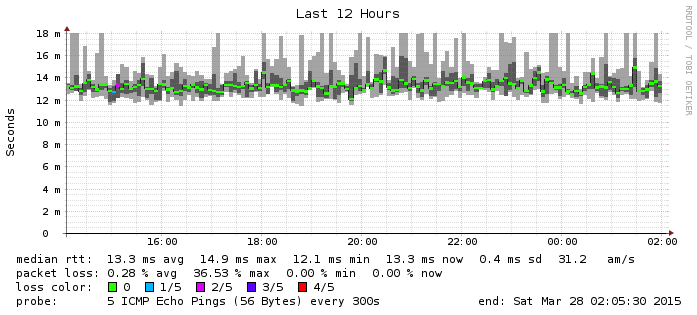 Last 12 Hours
RRDTOOL / TOBI OETIKER
Seconds
18 m
16 m
14 m
12 m
10 m
8 m
6 m
4 m
2 m
0
16:00 18:00 20:00 22:00 00:00 02:00
median rtt: 13.3 ms avg 14.9 ms max 12.1 ms min 13.3 ms now 0.4 ms sd 31.2 am/s
packet loss: 0.28 % avg 36.53 % max 0.00 % min 0.00 % now
loss color: 0 1/5 2/5 3/5 4/5
probe: 5 ICMP Echo Pings (56 Bytes) every 300s end: Sat Mar 28 02:05:30 2015